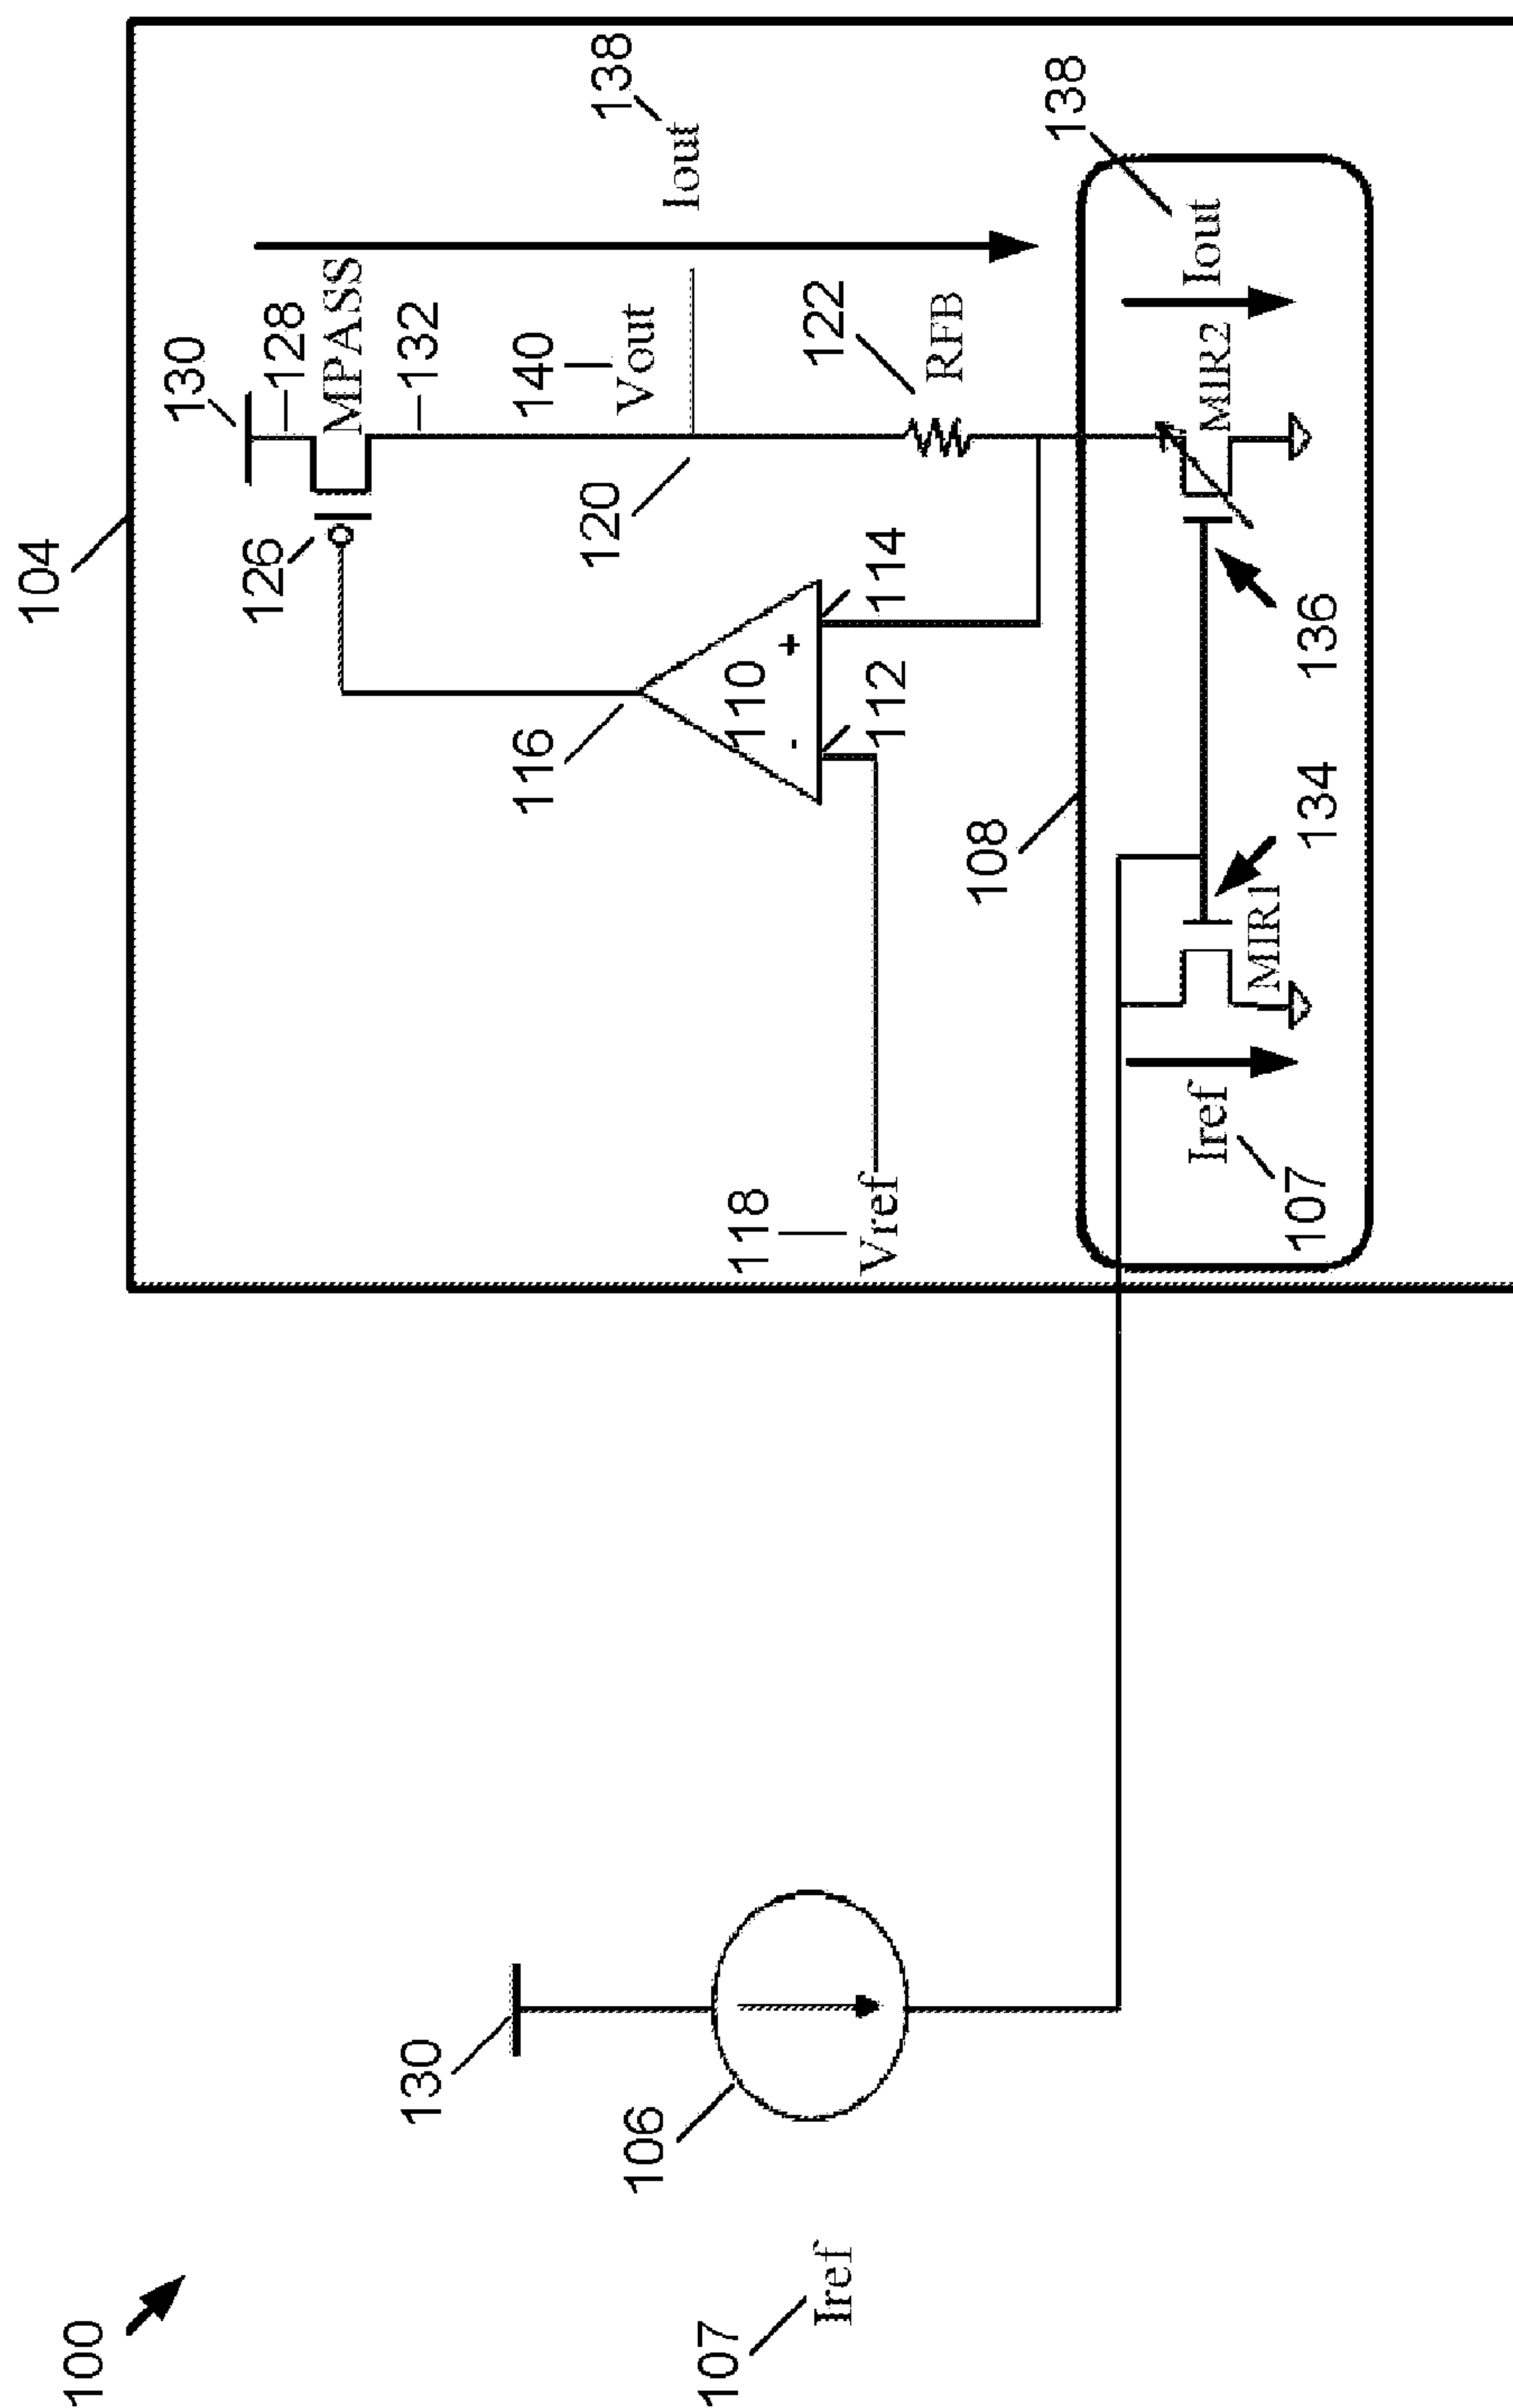 100
104
130
126
128
MPASS
132
130
116
140
Vout
120
138
Iout
106
107
Iref
118
Vref
110
-
+
112
114
122
RFB
108
138
Iout
Iref
107
MIR1
134
136
MIR2